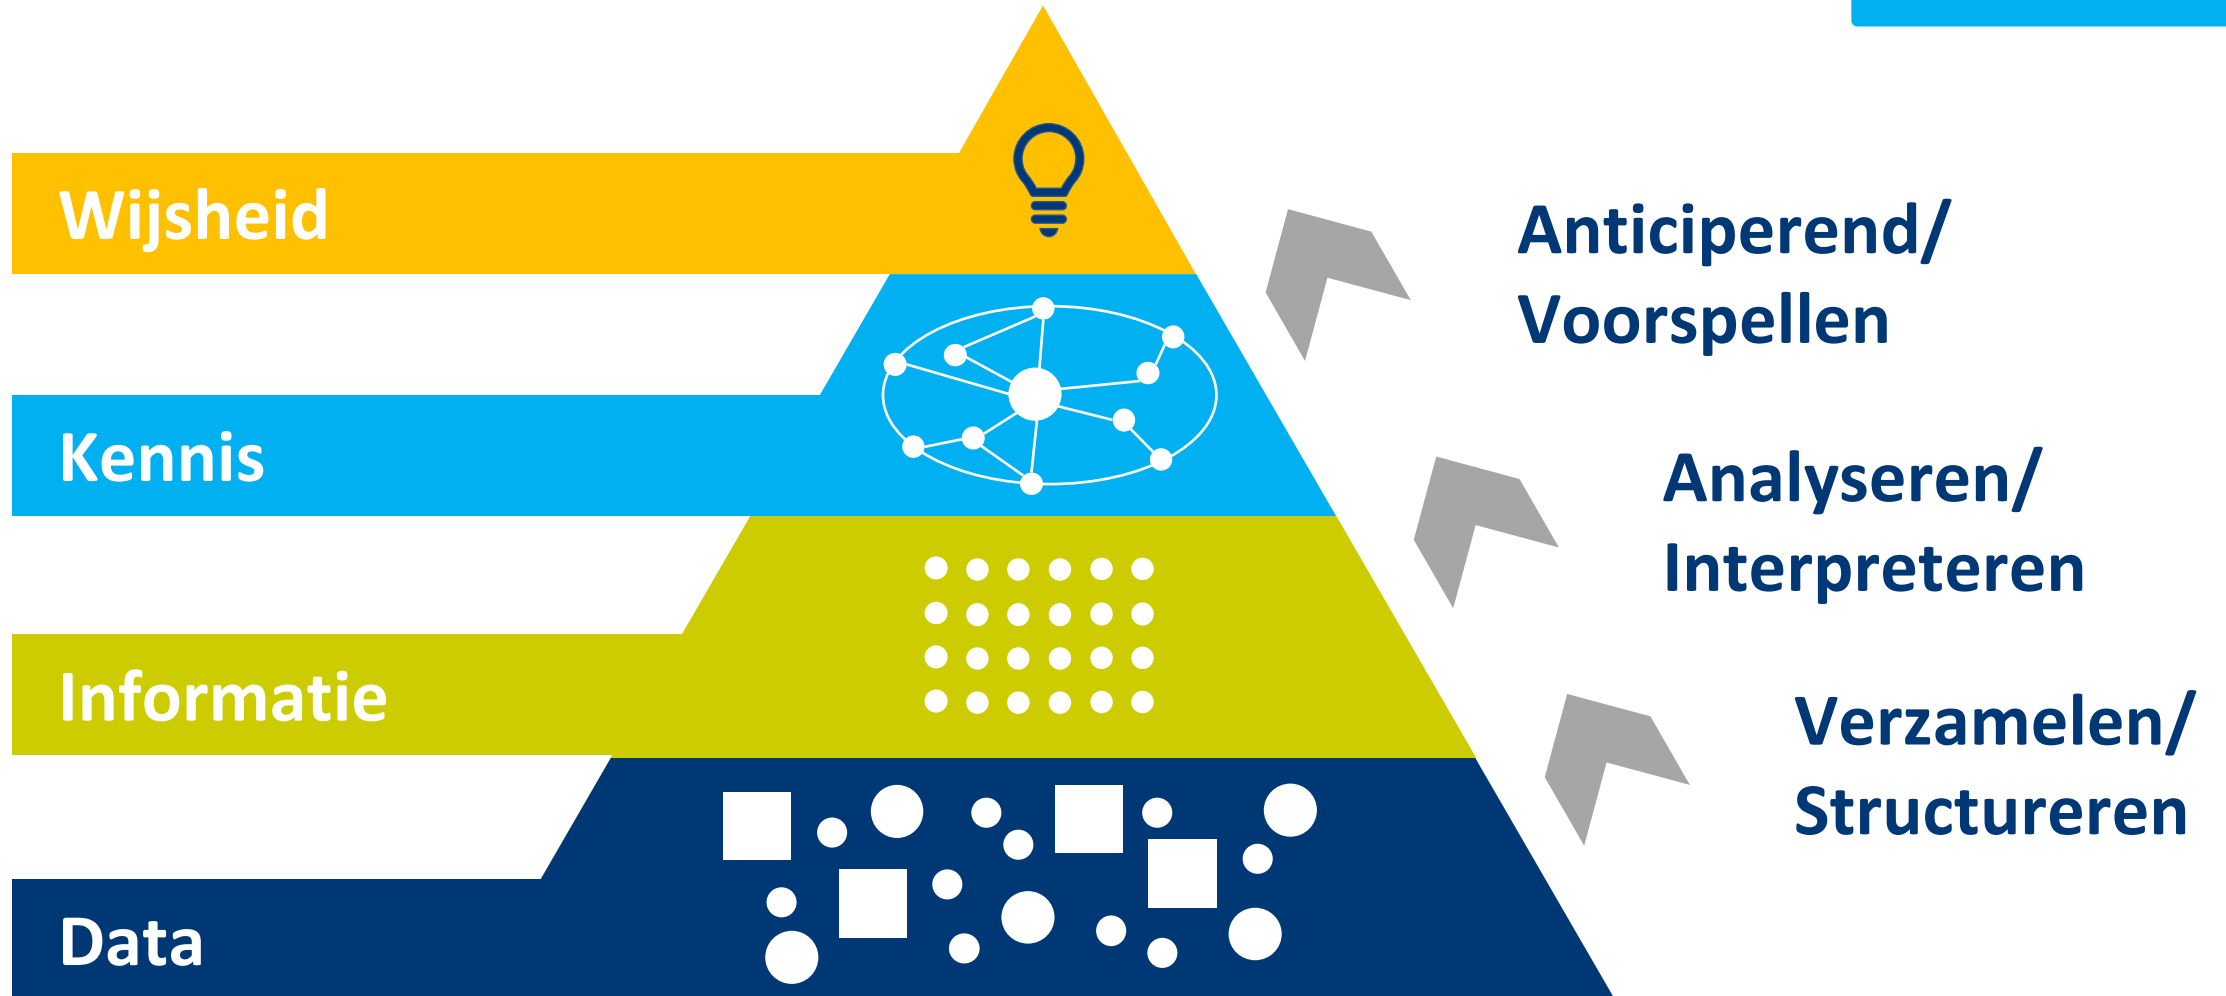 Wijsheid
Anticiperend/
Voorspellen
Kennis
Analyseren/
Interpreteren
Informatie
Verzamelen/
Structureren
Data